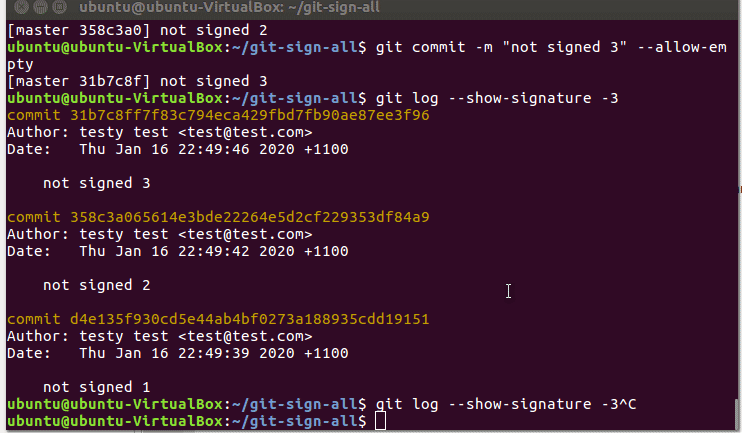 ubuntu@ubuntu-VirtualBox: ~/git-sign-all
[master 358c3a0] not signed 2
ubuntu@ubuntu-VirtualBox:~/git-sign-all$ git commit -m "not signed 3" --allow-em
pty
[master 31b7c8f] not signed 3
ubuntu@ubuntu-VirtualBox:~/git-sign-all$ git log --show-signature -3
commit 31b7c8ff7f83c794eca429fbd7fb90ae87ee3f96
Author: testy test <test@test.com>
Date:   Thu Jan 16 22:49:46 2020 +1100
    not signed 3
commit 358c3a065614e3bde22264e5d2cf229353df84a9
Author: testy test <test@test.com>
Date:   Thu Jan 16 22:49:42 2020 +1100
    not signed 2
commit d4e135f930cd5e44ab4bf0273a188935cdd19151
Author: testy test <test@test.com>
Date:   Thu Jan 16 22:49:39 2020 +1100
    not signed 1
ubuntu@ubuntu-VirtualBox:~/git-sign-all$ git log --show-signature -3^C
ubuntu@ubuntu-VirtualBox:~/git-sign-all$